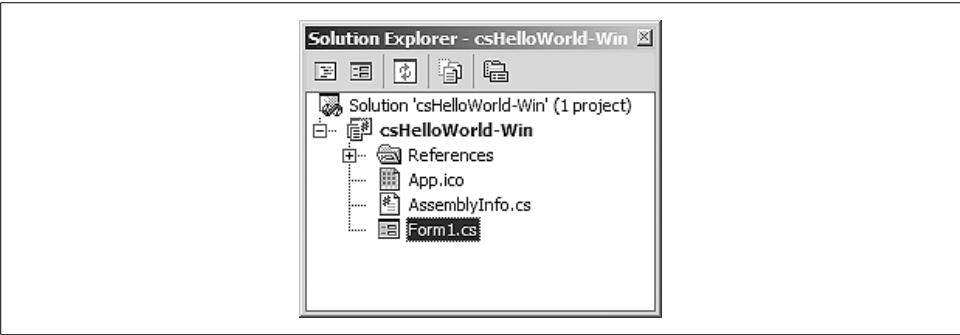 Solution Explorer - csHelloWorld-Win
Solution 'csHelloWorld-Win' (1 project)
csHelloWorld-Win
References
App.ico
AssemblyInfo.cs
Form1.cs